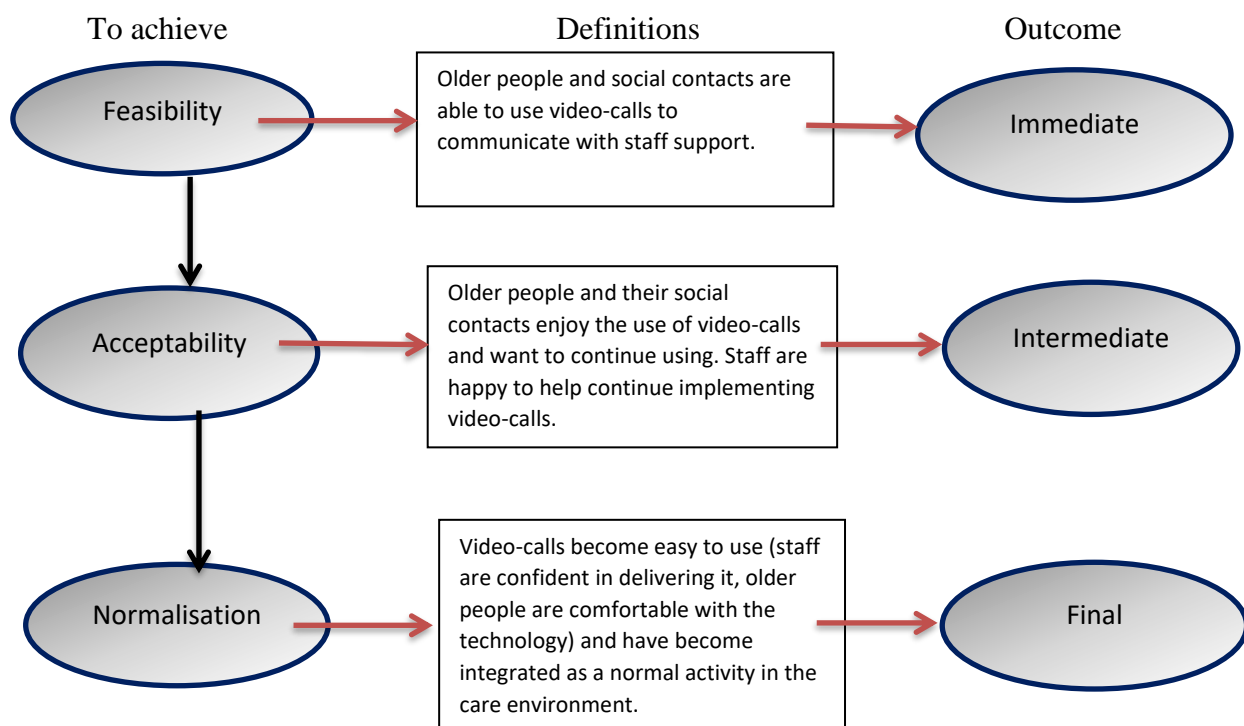 To achieve
Definitions
Outcome
Feasibility
Older people and social contacts are
able to use video-calls to
communicate with staff support.
Immediate
Acceptability
Older people and their social
contacts enjoy the use of video-calls
and want to continue using. Staff are
happy to help continue implementing
video-calls.
Intermediate
Normalisation
Video-calls become easy to use (staff
are confident in delivering it, older
people are comfortable with the
technology) and have become
integrated as a normal activity in the
care environment.
Final